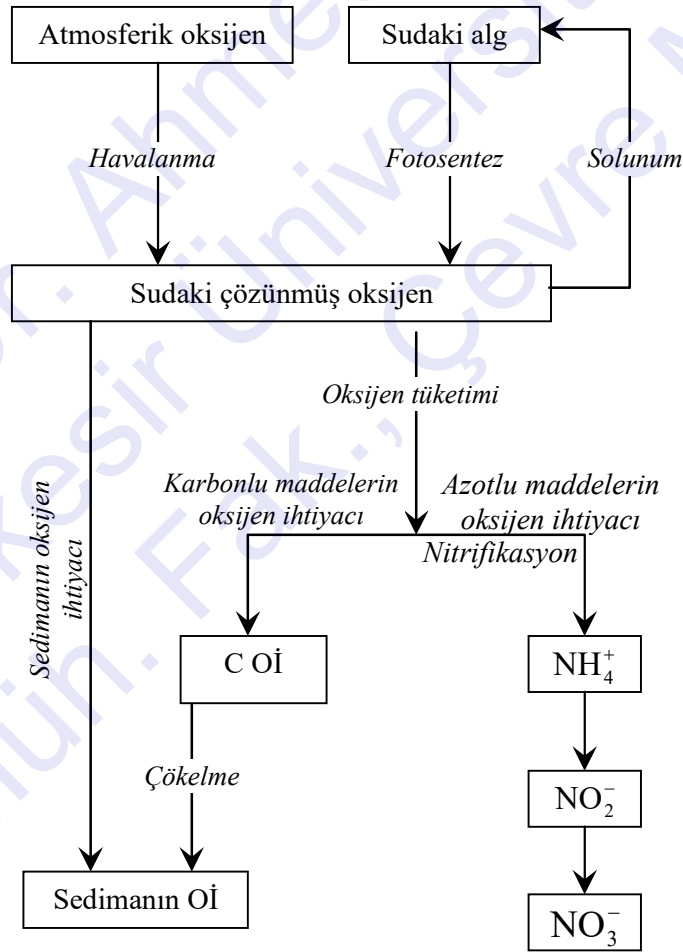 Atmosferik oksijen
Sudaki alg
Havalanma
Fotosentez
Solunum
Sudaki çözünmüş oksijen
Oksijen tüketimi
Karbonlu maddelerin
oksijen ihtiyacı
Azotlu maddelerin
oksijen ihtiyacı
Nitrifikasyon
Sedimanın oksijen
ihtiyacı
C Oİ
NH₄⁺
Çökelme
NO₂⁻
Sedimanın Oİ
NO₃⁻